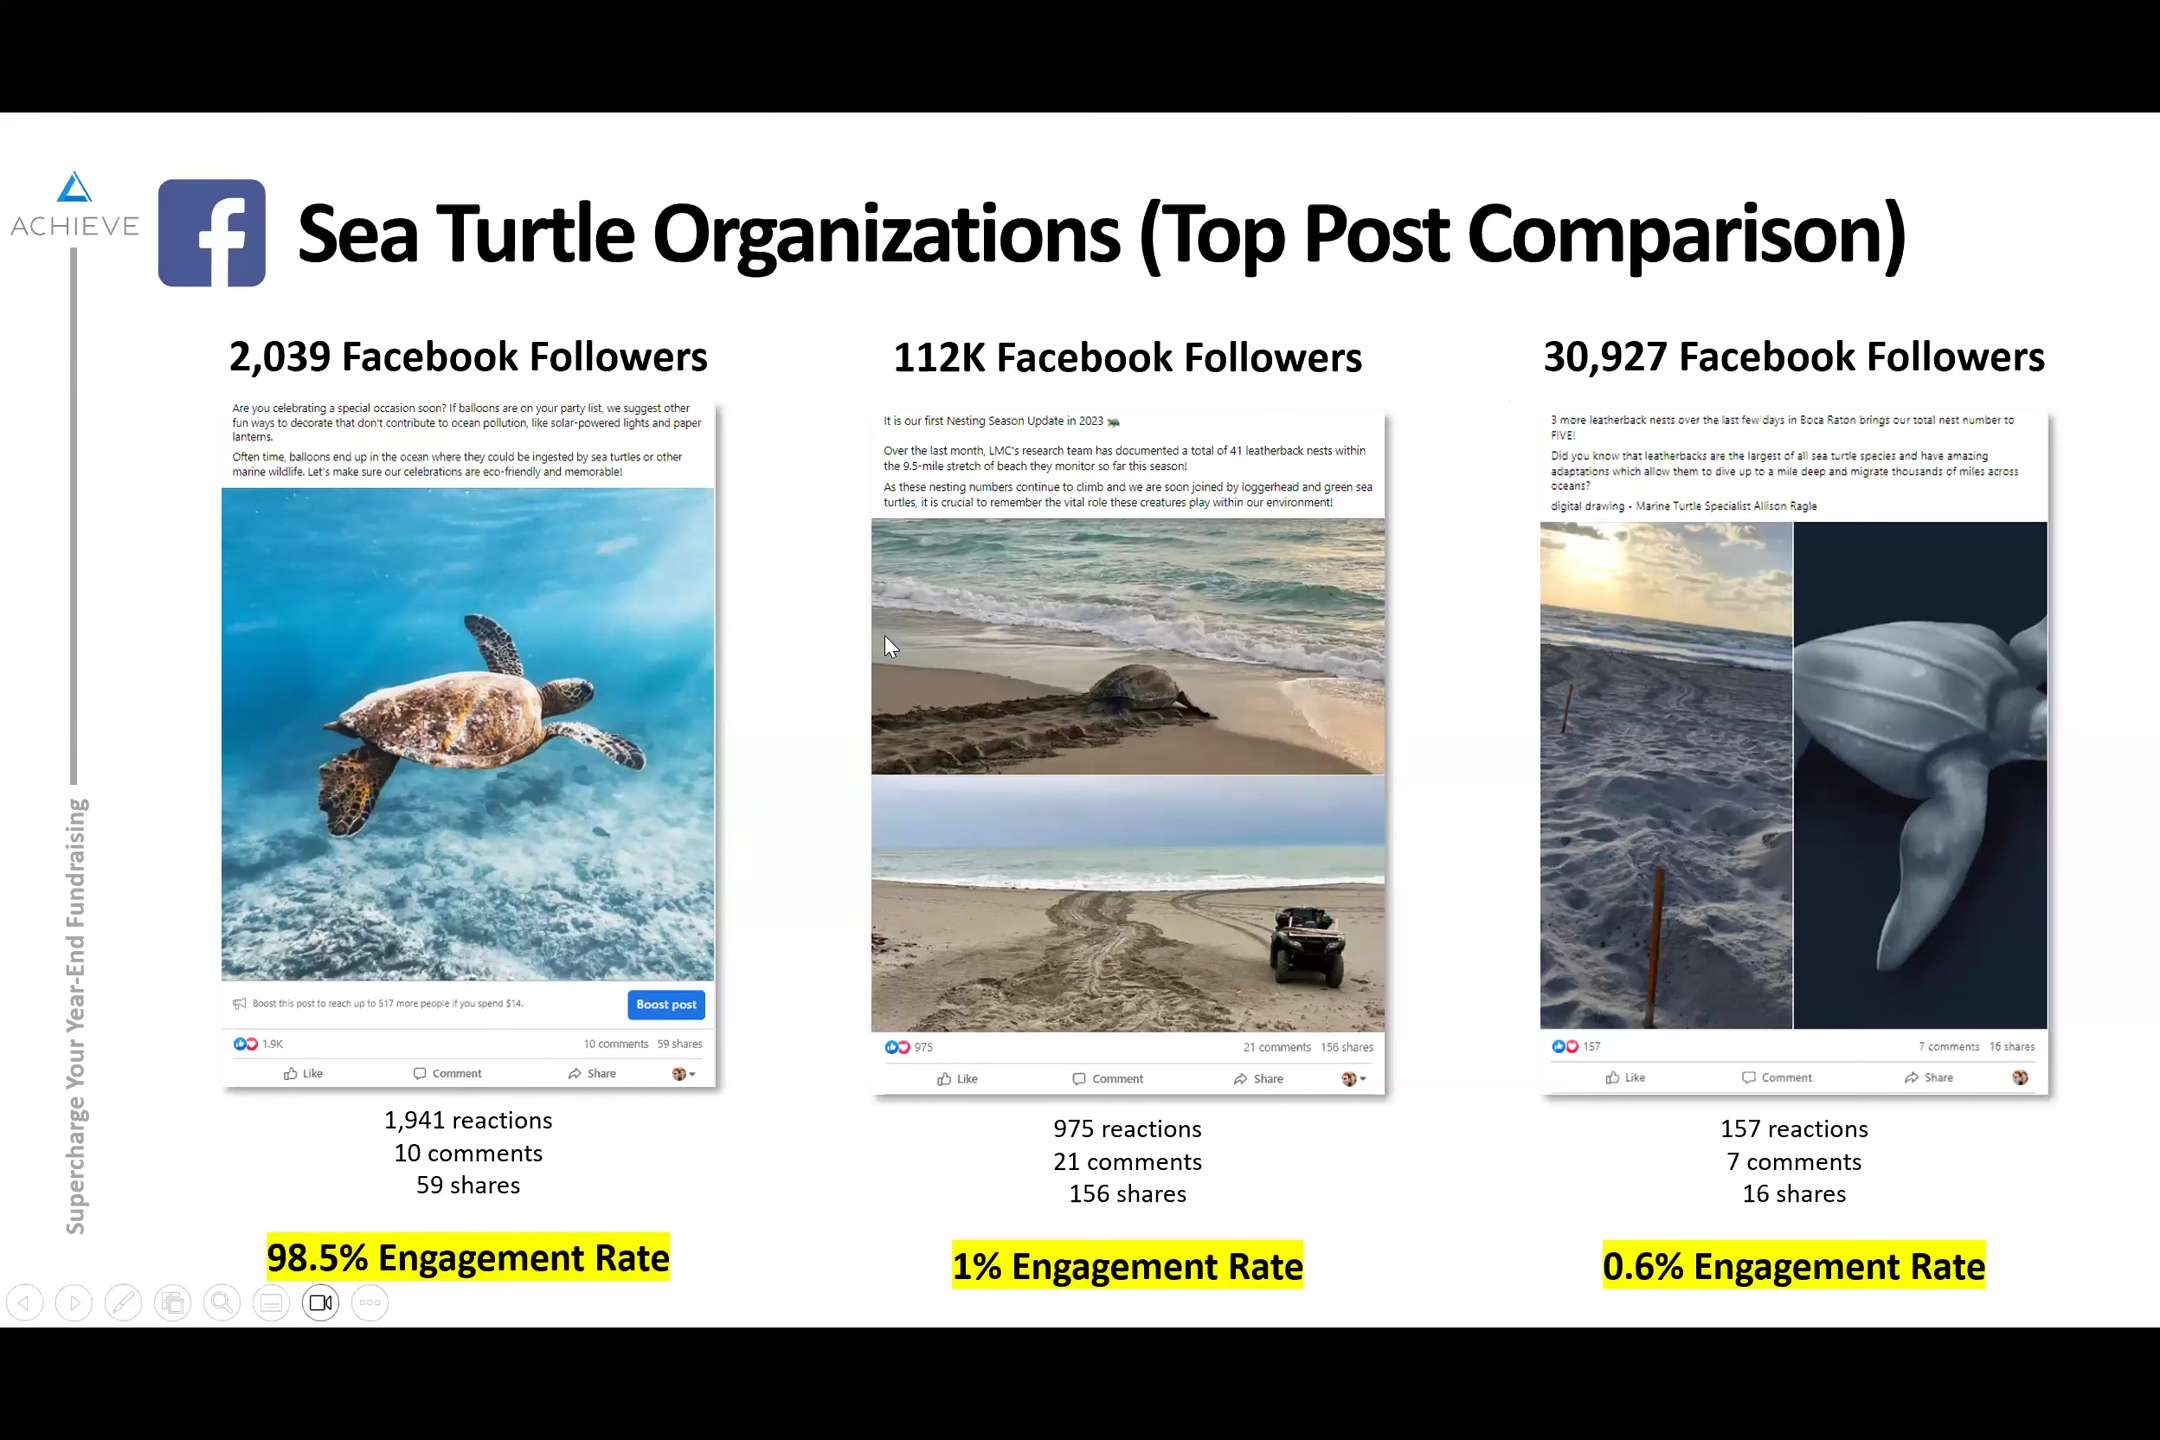 ACHIEVE
Supercharge Your Year-End Fundraising
f
Sea Turtle Organizations (Top Post Comparison)
2,039 Facebook Followers
Are you celebrating a special occasion soon? If balloons are on your party list, we suggest other
fun ways to decorate that don't contribute to ocean pollution, like solar-powered lights and paper
lanterns.
Often time, balloons end up in the ocean where they could be ingested by sea turtles or other
marine wildlife. Let's make sure our celebrations are eco-friendly and memorable!
Boost this post to reach up to 517 more people if you spend $14.
Boost post
1.9K 10 comments 59 shares
Like Comment Share
1,941 reactions
10 comments
59 shares
98.5% Engagement Rate
112K Facebook Followers
It is our first Nesting Season Update in 2023
Over the last month, LMC's research team has documented a total of 41 leatherback nests within
the 9.5-mile stretch of beach they monitor so far this season!
As these nesting numbers continue to climb and we are soon joined by loggerhead and green sea
turtles, it is crucial to remember the vital role these creatures play within our environment!
975 21 comments 156 shares
Like Comment Share
975 reactions
21 comments
156 shares
1% Engagement Rate
30,927 Facebook Followers
3 more leatherback nests over the last few days in Boca Raton brings our total nest number to
FIVE!
Did you know that leatherbacks are the largest of all sea turtle species and have amazing
adaptations which allow them to dive up to a mile deep and migrate thousands of miles across
oceans?
digital drawing - Marine Turtle Specialist Allison Ragle
157 7 comments 16 shares
Like Comment Share
157 reactions
7 comments
16 shares
0.6% Engagement Rate